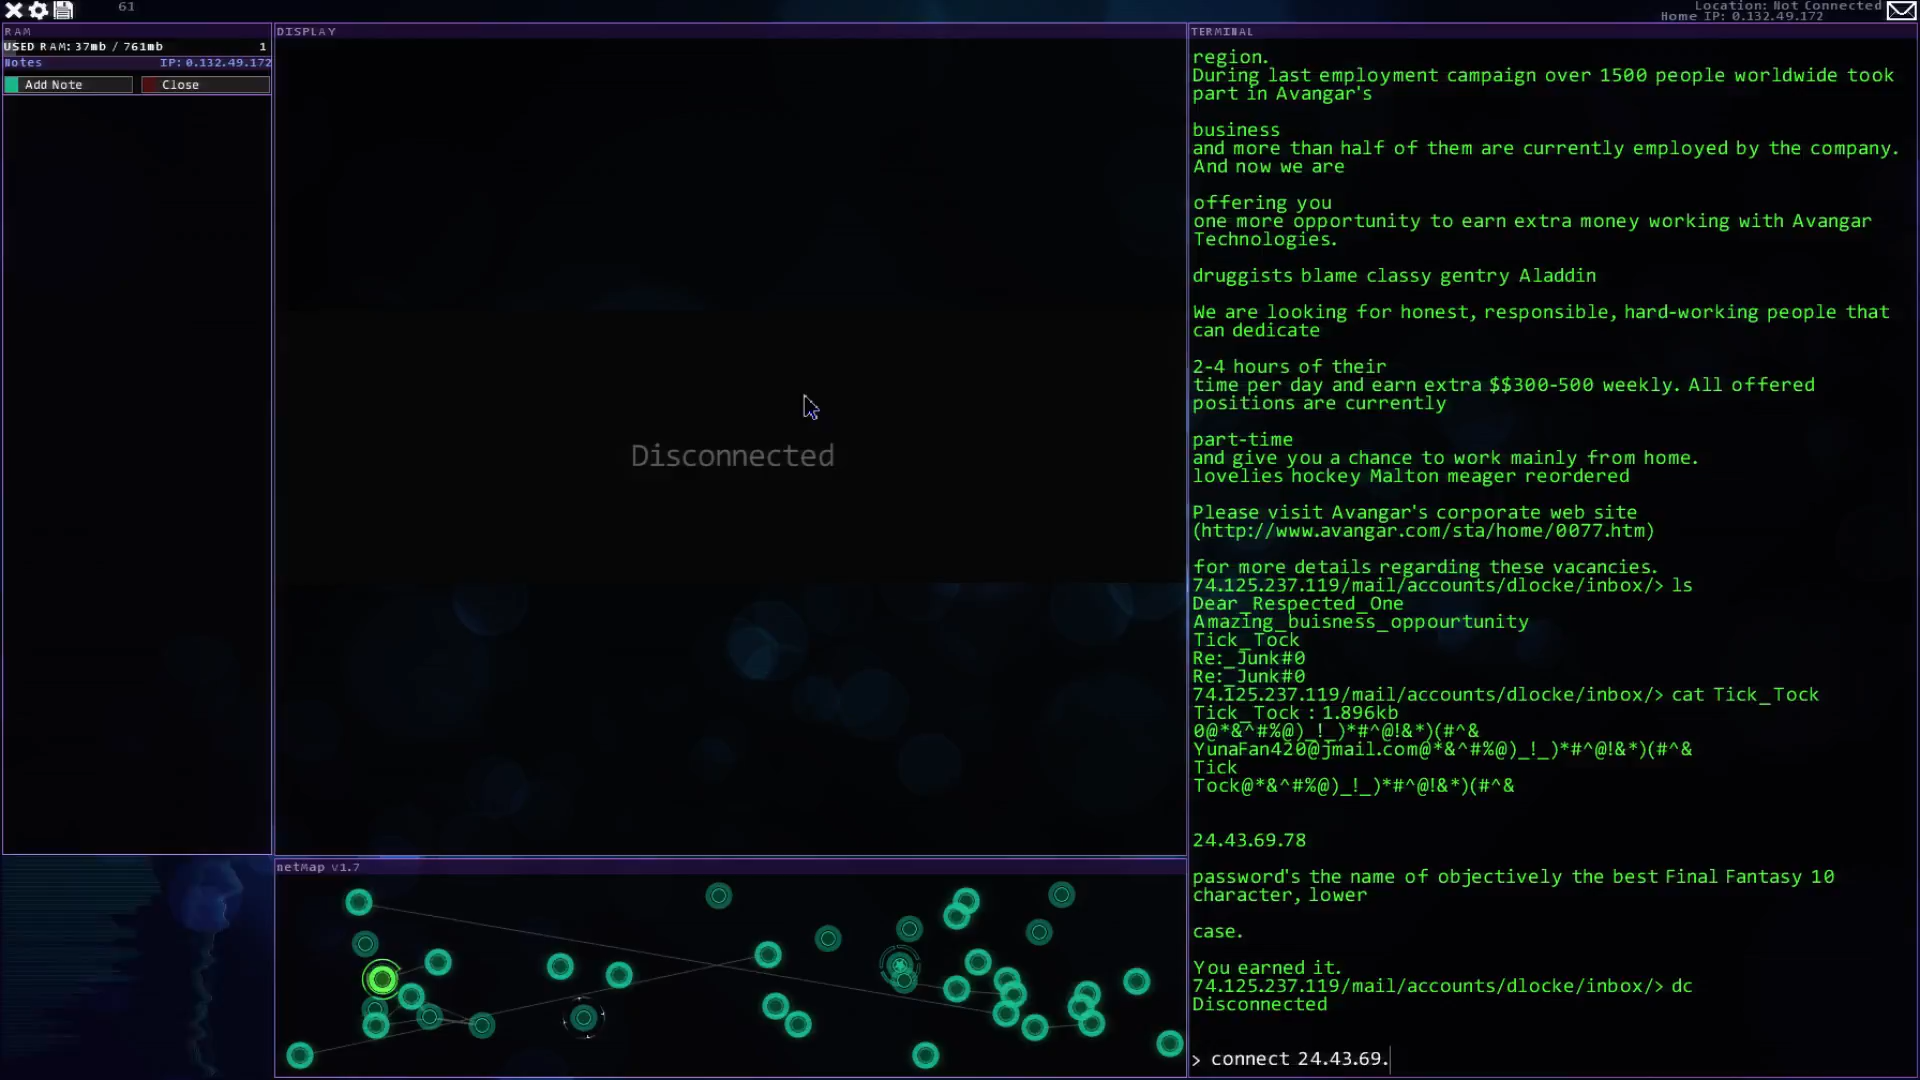 61
Location: Not Connected
Home IP: 0.132.49.172
RAM
USED RAM: 37mb / 761mb 1
Notes IP: 0.132.49.172
Add Note Close
DISPLAY
Disconnected
netMap v1.7
TERMINAL
region.
During last employment campaign over 1500 people worldwide took
part in Avangar's
business
and more than half of them are currently employed by the company.
And now we are
offering you
one more opportunity to earn extra money working with Avangar
Technologies.
druggists blame classy gentry Aladdin
We are looking for honest, responsible, hard-working people that
can dedicate
2-4 hours of their
time per day and earn extra $$300-500 weekly. All offered
positions are currently
part-time
and give you a chance to work mainly from home.
lovelies hockey Malton meager reordered
Please visit Avangar's corporate web site
(http://www.avangar.com/sta/home/0077.htm)
for more details regarding these vacancies.
74.125.237.119/mail/accounts/dlocke/inbox/> ls
Dear_Respected_One
Amazing_buisness_oppourtunity
Tick_Tock
Re:_Junk#0
Re:_Junk#0
74.125.237.119/mail/accounts/dlocke/inbox/> cat Tick_Tock
Tick_Tock : 1.896kb
0@*&^#%@)_!_)*#^@!&*)(#^&
YunaFan420@jmail.com@*&^#%@)_!_)*#^@!&*)(#^&
Tick
Tock@*&^#%@)_!_)*#^@!&*)(#^&
24.43.69.78
password's the name of objectively the best Final Fantasy 10
character, lower
case.
You earned it.
74.125.237.119/mail/accounts/dlocke/inbox/> dc
Disconnected
> connect 24.43.69.